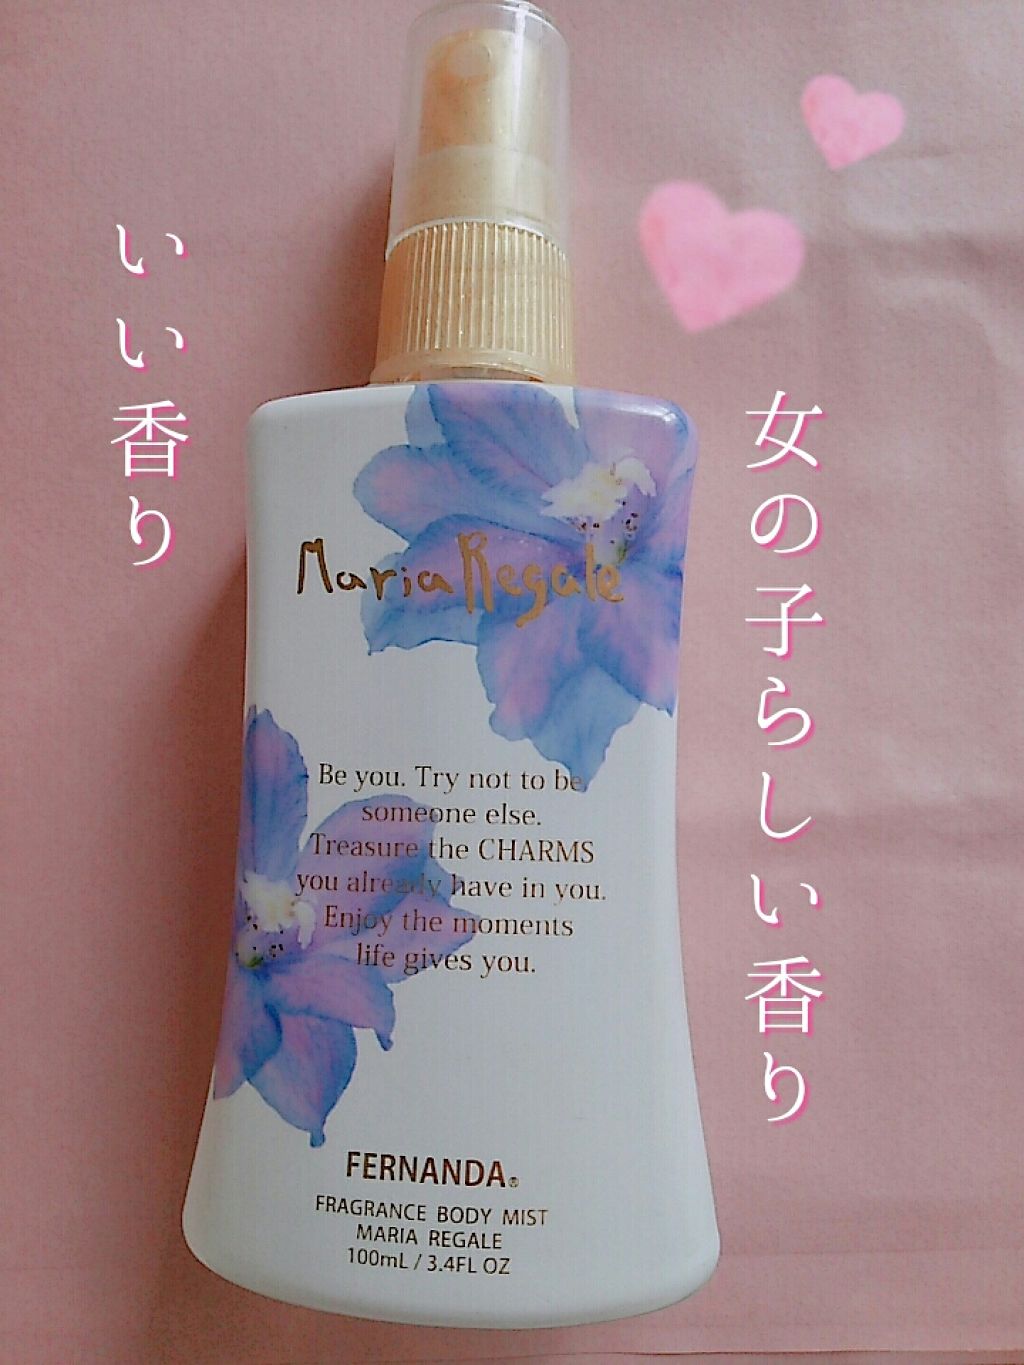 いい香り
女の子らしい香り
Maria Regale
Be you. Try not to be
someone else.
Treasure the CHARMS
you already have in you.
Enjoy the moments
life gives you.
FERNANDA®
FRAGRANCE BODY MIST
MARIA REGALE
100mL / 3.4FL OZ